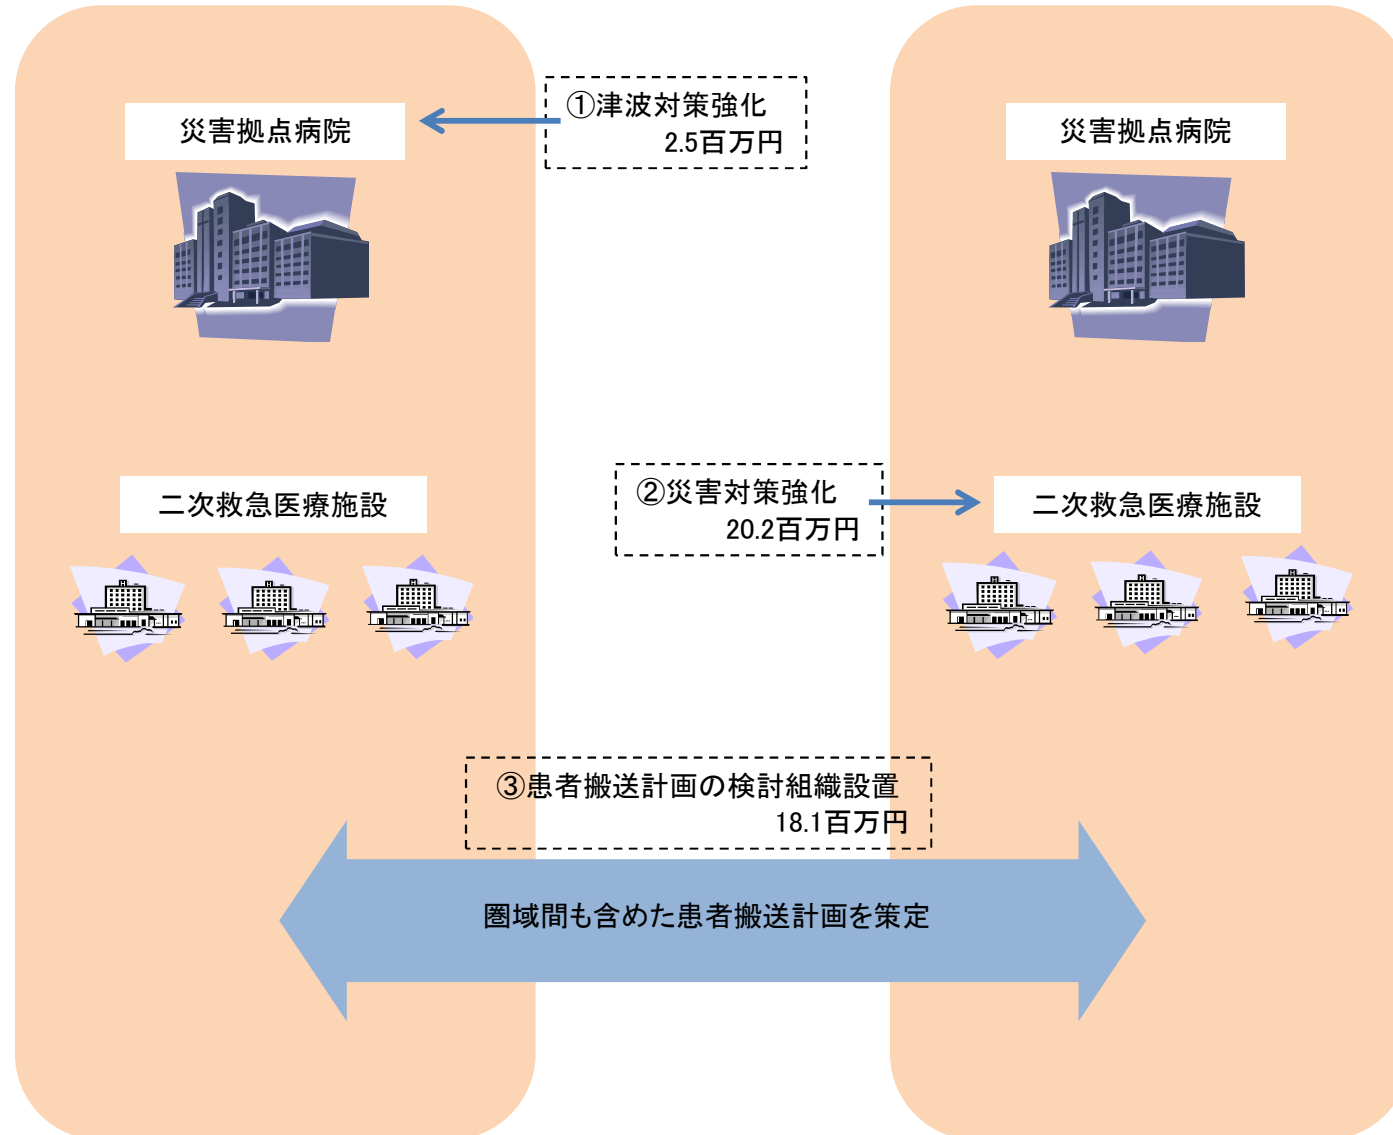 ①津波対策強化
2.5百万円
災害拠点病院
災害拠点病院
②災害対策強化
20.2百万円
二次救急医療施設
二次救急医療施設
③患者搬送計画の検討組織設置
18.1百万円
圏域間も含めた患者搬送計画を策定